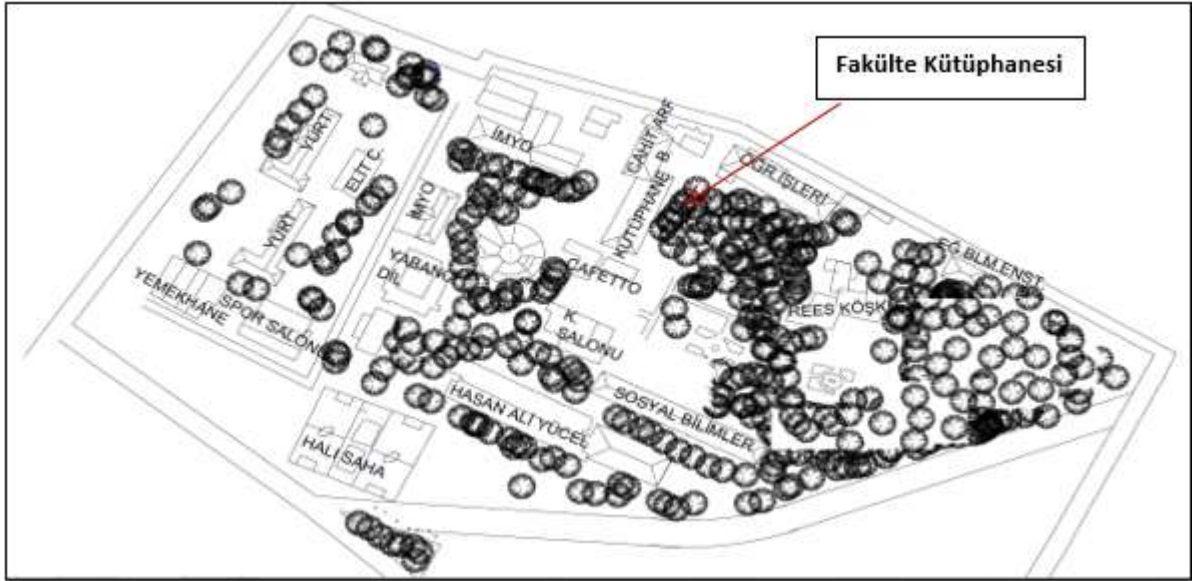 Fakülte Kütüphanesi
YURT
ELİT Ç.
İMYO
CAHİT ARF
KÜTÜPHANE B.
ÖĞR.İŞLERİ
İMYO
YURT
YABANCI
DİL
CAFETTO
EĞ.BLM.ENST.
YEMEKHANE
SPOR SALONU
K.
SALONU
REES KÖŞK
HASAN ALİ YÜCEL
SOSYAL BİLİMLER
HALI SAHA